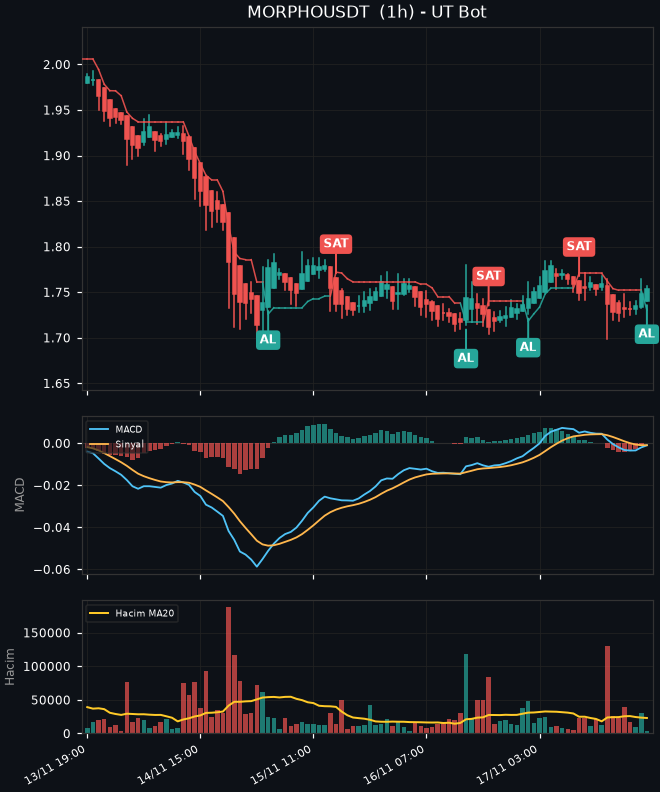 MORPHOUSDT (1h) - UT Bot
2.00
1.95
1.90
1.85
1.80
1.75
1.70
1.65
SAT
SAT
SAT
AL
AL
AL
AL
MACD
Sinyal
0.00
−0.02
−0.04
−0.06
MACD
Hacim MA20
150000
100000
50000
0
Hacim
13/11 19:00
14/11 15:00
15/11 11:00
16/11 07:00
17/11 03:00